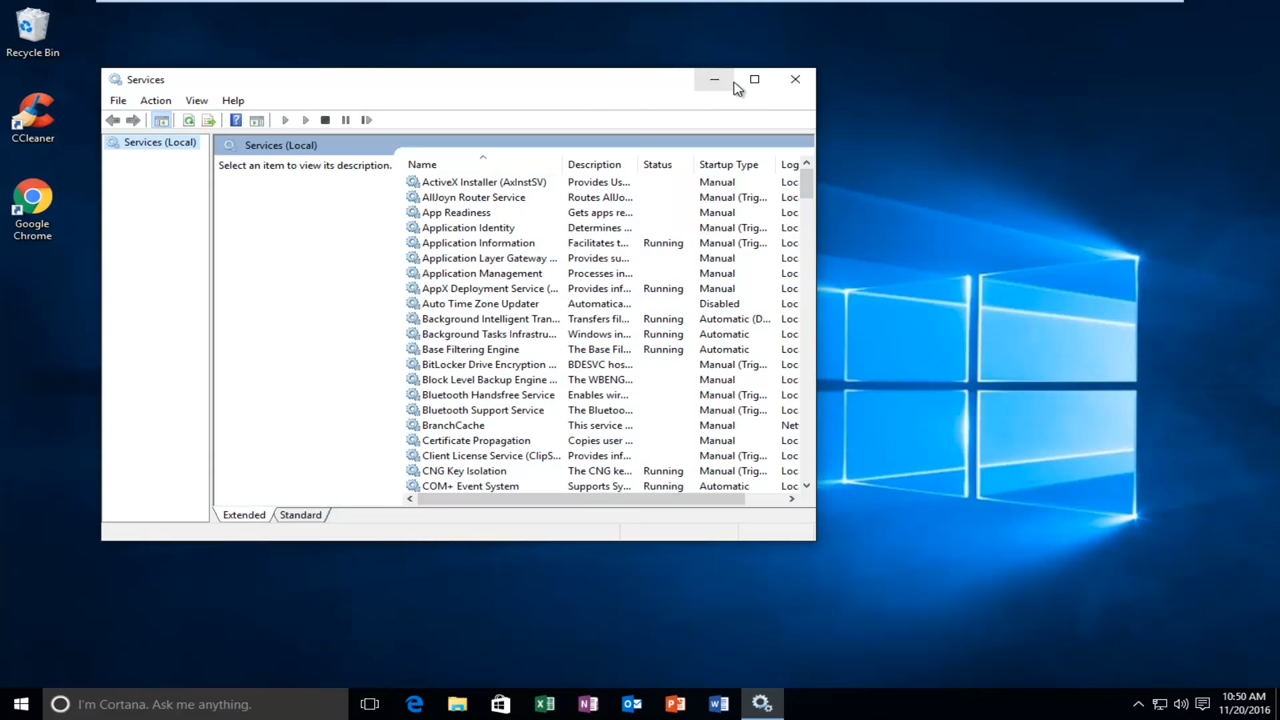 Recycle Bin
CCleaner
Google
Chrome
Services
File Action View Help
Services (Local)
Services (Local)
Select an item to view its description.
Name Description Status Startup Type Log
ActiveX Installer (AxInstSV) Provides Us... Manual Loc
AllJoyn Router Service Routes AllJo... Manual (Trig... Loc
App Readiness Gets apps re... Manual Loc
Application Identity Determines ... Manual (Trig... Loc
Application Information Facilitates t... Running Manual (Trig... Loc
Application Layer Gateway ... Provides su... Manual Loc
Application Management Processes in... Manual Loc
AppX Deployment Service (... Provides inf... Running Manual Loc
Auto Time Zone Updater Automatica... Disabled Loc
Background Intelligent Tran... Transfers fil... Running Automatic (D... Loc
Background Tasks Infrastru... Windows in... Running Automatic Loc
Base Filtering Engine The Base Fil... Running Automatic Loc
BitLocker Drive Encryption ... BDESVC hos... Manual (Trig... Loc
Block Level Backup Engine ... The WBENG... Manual Loc
Bluetooth Handsfree Service Enables wir... Manual (Trig... Loc
Bluetooth Support Service The Bluetoo... Manual (Trig... Loc
BranchCache This service ... Manual Net
Certificate Propagation Copies user ... Manual Loc
Client License Service (ClipS... Provides inf... Manual (Trig... Loc
CNG Key Isolation The CNG ke... Running Manual (Trig... Loc
COM+ Event System Supports Sy... Running Automatic Loc
Extended Standard
I'm Cortana. Ask me anything.
10:50 AM
11/20/2016